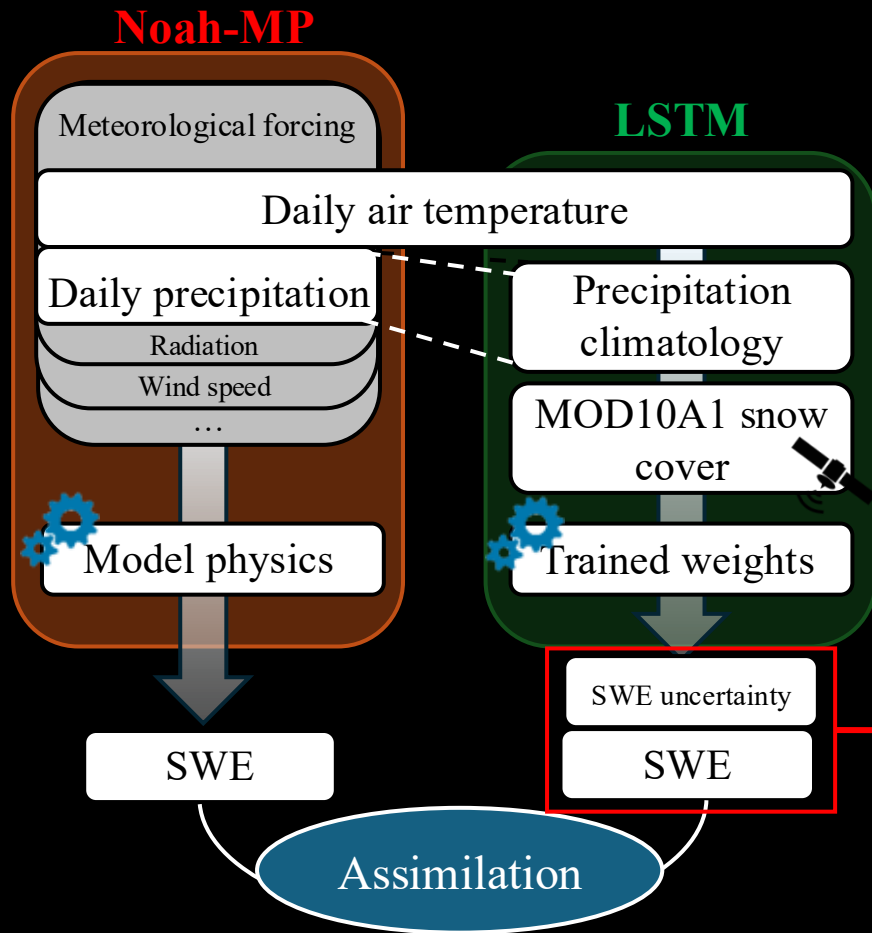 Noah-MP
Meteorological forcing
LSTM
Daily air temperature
Daily precipitation
Precipitation
climatology
Radiation
Wind speed
...
MOD10A1 snow
cover
Model physics
Trained weights
SWE uncertainty
SWE
SWE
Assimilation